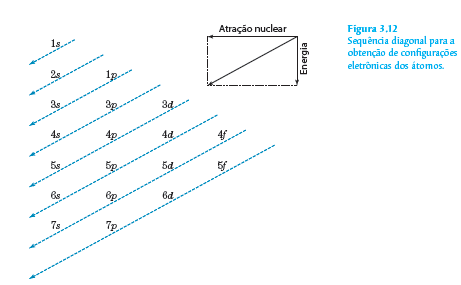 Atração nuclear
Energia
Figura 3.12
Sequência diagonal para a
obtenção de configurações
eletrônicas dos átomos.
1s
2s 1p
3s 3p 3d
4s 4p 4d 4f
5s 5p 5d 5f
6s 6p 6d
7s 7p